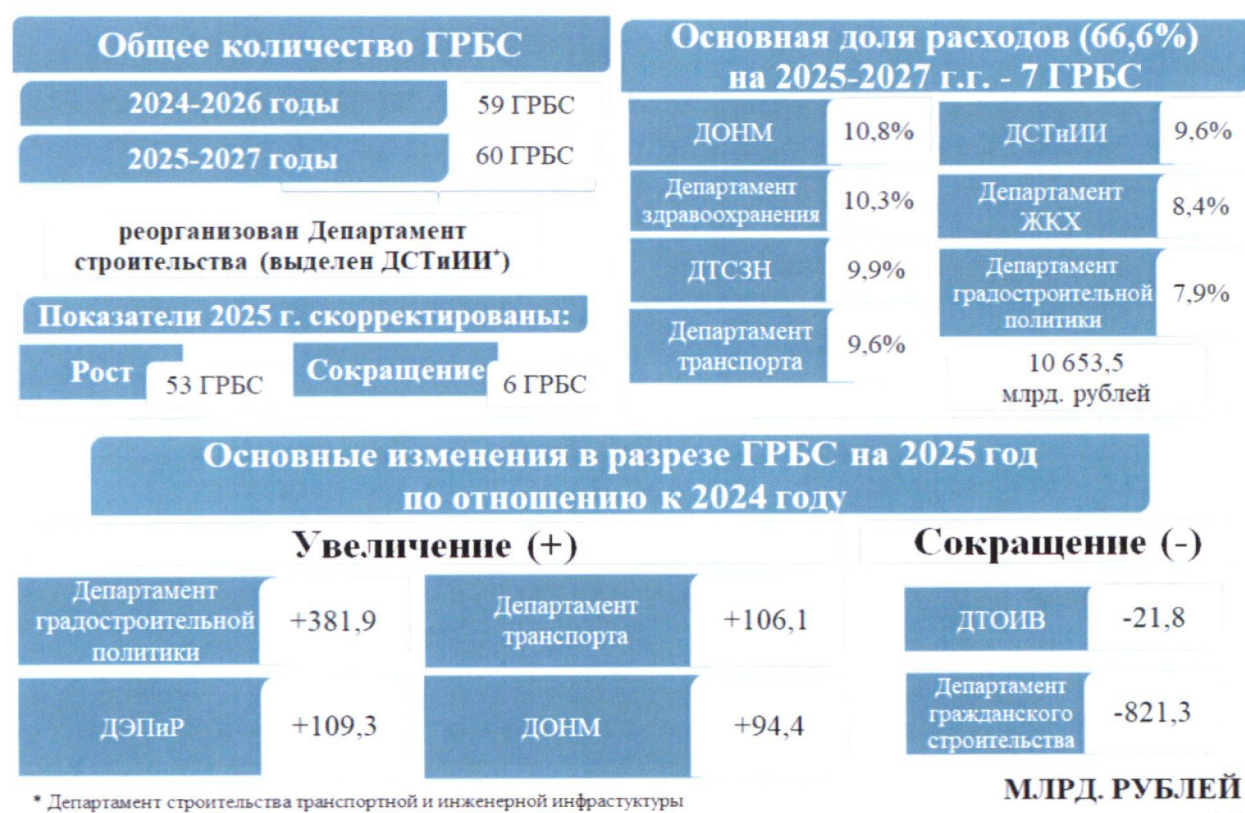 Общее количество ГРБС
2024-2026 годы
59 ГРБС
2025-2027 годы
60 ГРБС
реорганизован Департамент
строительства (выделен ДСТиИИ*)
Показатели 2025 г. скорректированы:
Рост
53 ГРБС
Сокращение
6 ГРБС
Основная доля расходов (66,6%)
на 2025-2027 г.г. - 7 ГРБС
ДОНМ
10,8%
Департамент
здравоохранения
10,3%
ДТСЗН
9,9%
Департамент
транспорта
9,6%
ДСТиИИ
9,6%
Департамент
ЖКХ
8,4%
Департамент
градостроительной
политики
7,9%
10 653,5
млрд. рублей
Основные изменения в разрезе ГРБС на 2025 год
по отношению к 2024 году
Увеличение (+)
Департамент
градостроительной
политики
+381,9
Департамент
транспорта
+106,1
ДЭПиР
+109,3
ДОНМ
+94,4
Сокращение (-)
ДТОИВ
-21,8
Департамент
гражданского
строительства
-821,3
МЛРД. РУБЛЕЙ
* Департамент строительства транспортной и инженерной инфрастуктуры